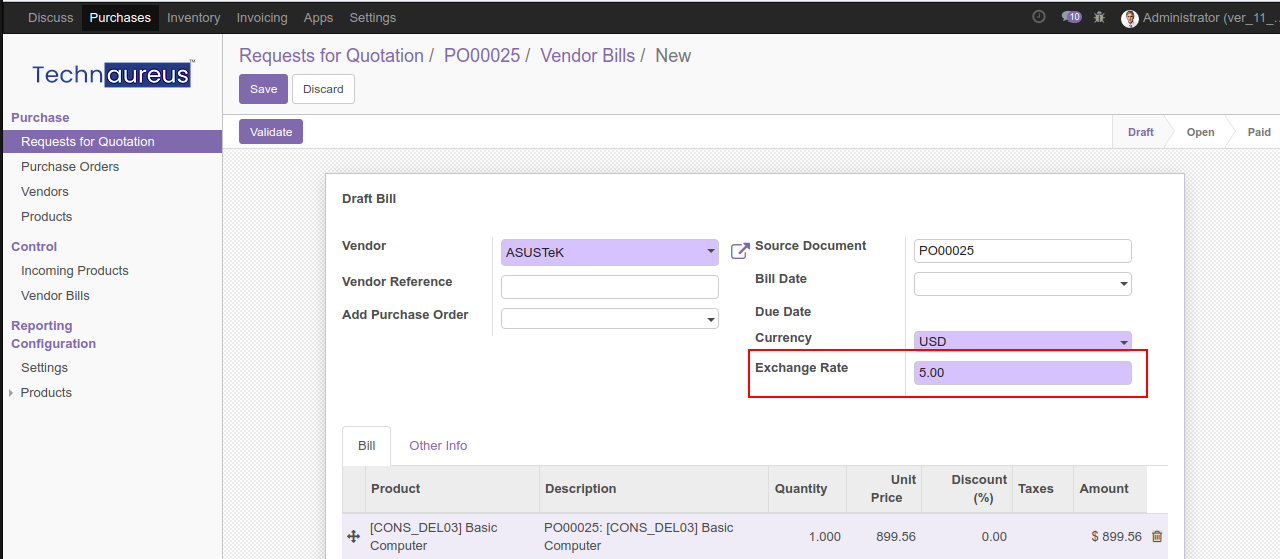 Discuss Purchases Inventory Invoicing Apps Settings 10 Administrator (ver_11_...
Technaureus™
Requests for Quotation / PO00025 / Vendor Bills / New
Save Discard
Purchase
Requests for Quotation
Purchase Orders
Vendors
Products
Control
Incoming Products
Vendor Bills
Reporting
Configuration
Settings
Products
Validate Draft Open Paid
Draft Bill
Vendor ASUSTeK
Vendor Reference
Add Purchase Order
Source Document PO00025
Bill Date
Due Date
Currency USD
Exchange Rate 5.00
Bill Other Info
Product Description Quantity Unit Price Discount (%) Taxes Amount
[CONS_DEL03] Basic Computer PO00025: [CONS_DEL03] Basic Computer 1.000 899.56 0.00 $ 899.56